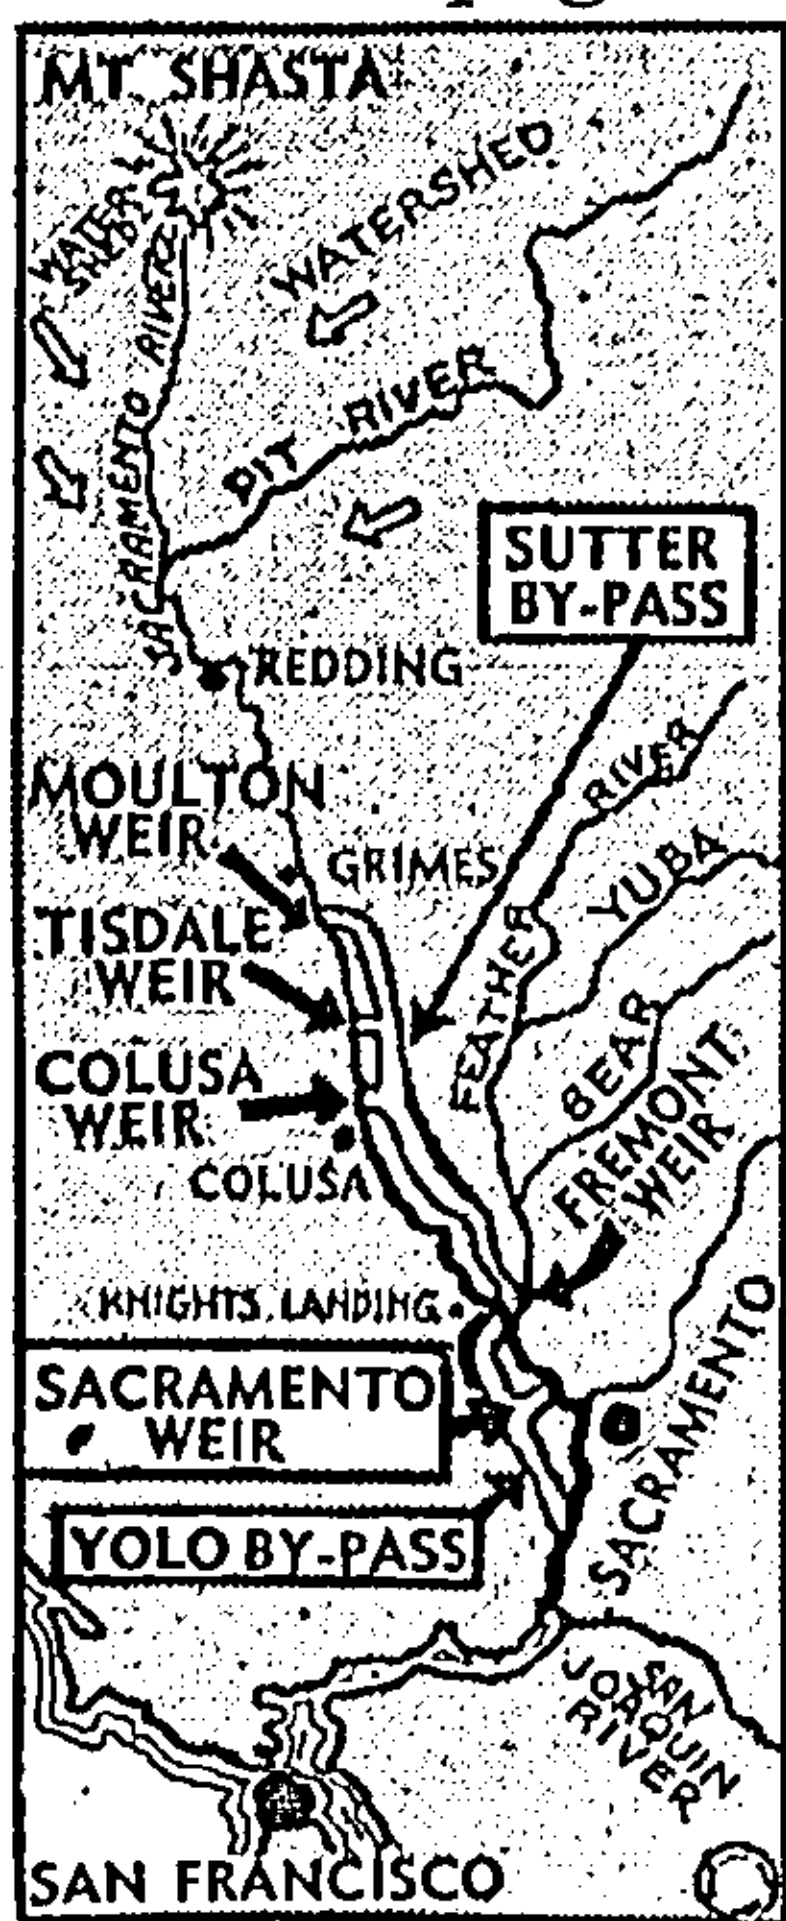 MT. SHASTA
WATER
SHED
WATERSHED
SACRAMENTO RIVER
PIT RIVER
SUTTER
BY-PASS
REDDING
MOULTON
WEIR
GRIMES
FEATHER RIVER
YUBA
TISDALE
WEIR
BEAR
COLUSA
WEIR
FREMONT
WEIR
COLUSA
KNIGHTS LANDING
SACRAMENTO
WEIR
SACRAMENTO
YOLO BY-PASS
SAN
JOAQUIN
RIVER
SAN FRANCISCO